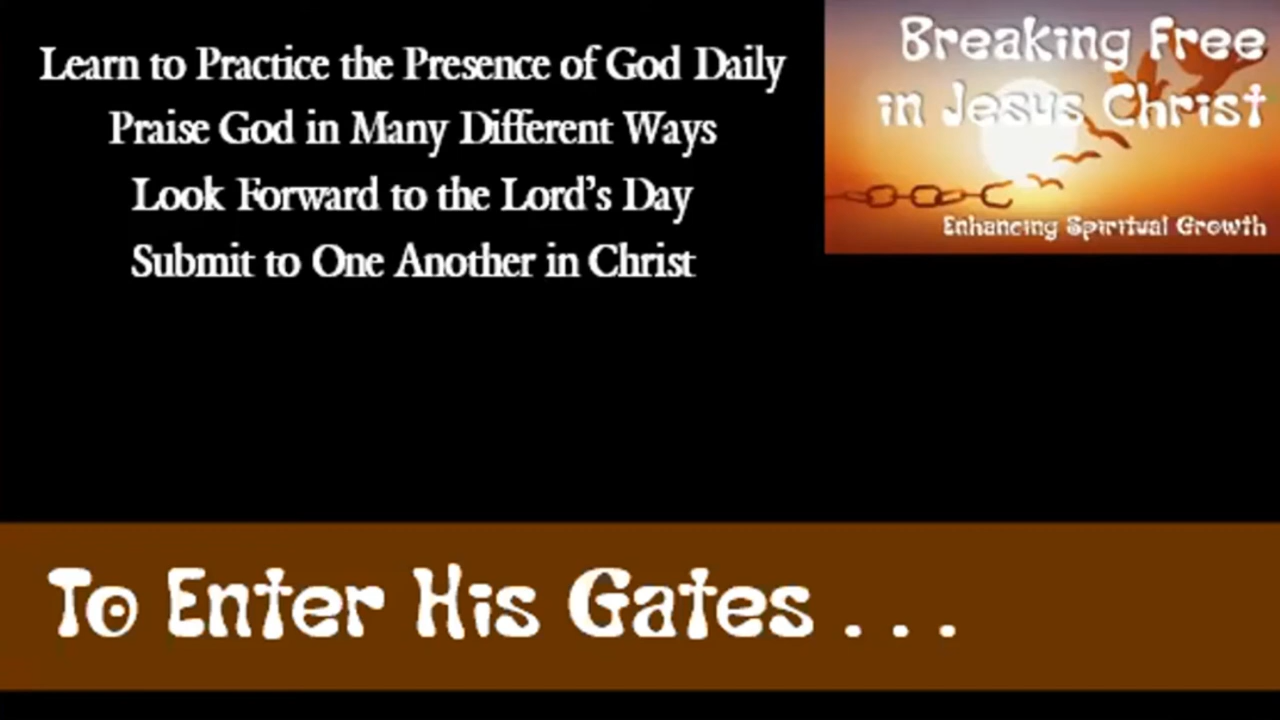 Learn to Practice the Presence of God Daily
Praise God in Many Different Ways
Look Forward to the Lord's Day
Submit to One Another in Christ
Breaking Free
in Jesus Christ
Enhancing Spiritual Growth
To Enter His Gates . . .